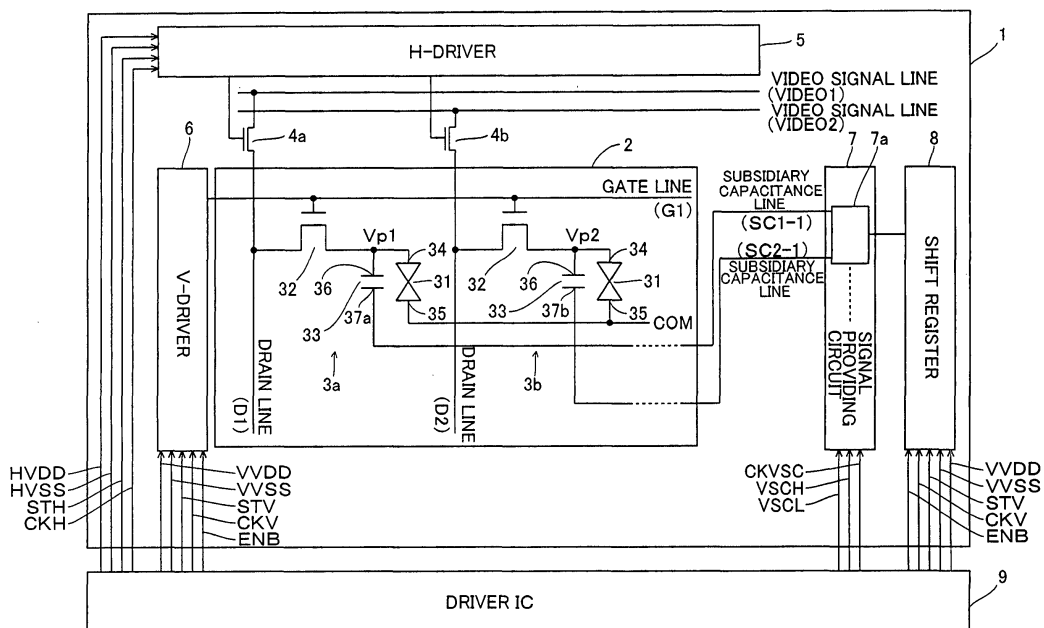 H-DRIVER
5
1
VIDEO SIGNAL LINE
(VIDEO1)
VIDEO SIGNAL LINE
(VIDEO2)
4a
4b
6
2
7
7a
8
V-DRIVER
GATE LINE
(G1)
SUBSIDIARY
CAPACITANCE
LINE
(SC1-1)
(SC2-1)
SUBSIDIARY
CAPACITANCE
LINE
SHIFT REGISTER
SIGNAL
PROVIDING
CIRCUIT
32
Vp1
36
33
37a
34
31
35
32
Vp2
36
33
37b
34
31
35
COM
DRAIN LINE
(D1)
3a
DRAIN LINE
(D2)
3b
HVDD
HVSS
STH
CKH
VVDD
VVSS
STV
CKV
ENB
CKVSC
VSCH
VSCL
VVDD
VVSS
STV
CKV
ENB
DRIVER IC
9